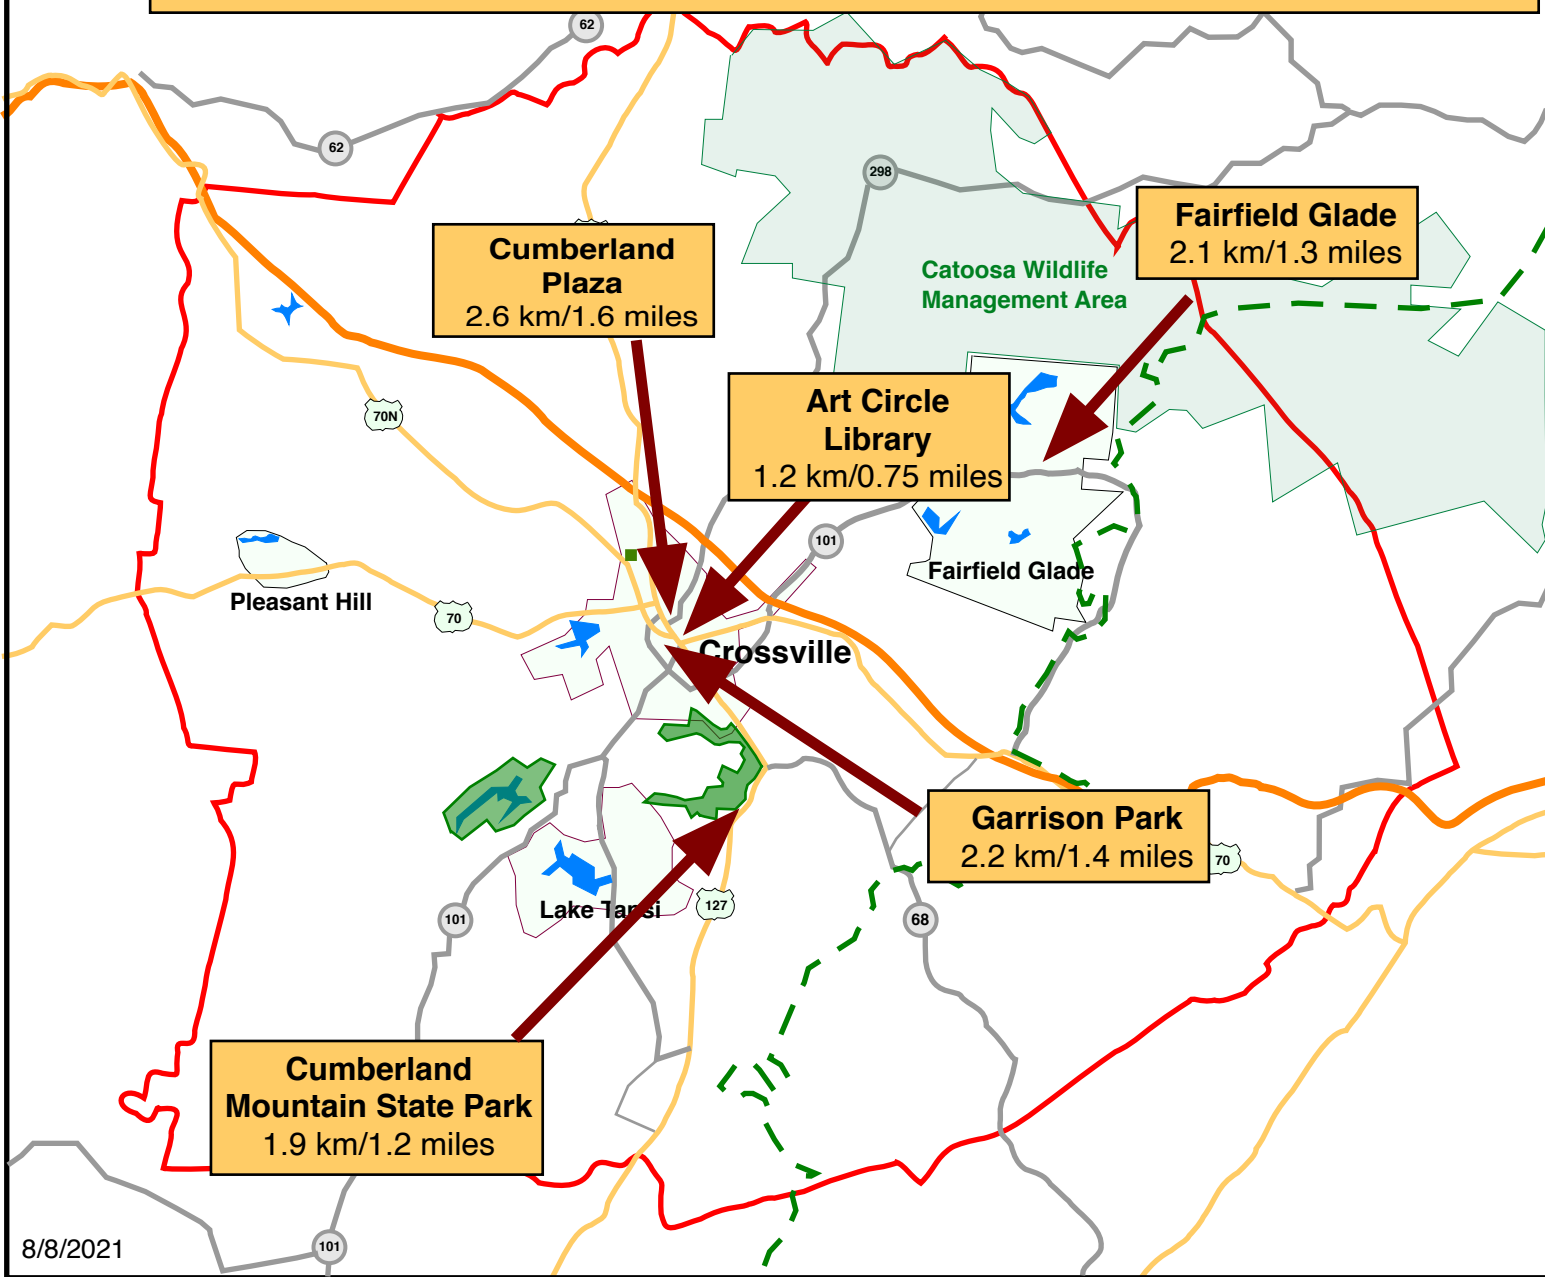 62
62
298
Fairfield Glade
2.1 km/1.3 miles
Cumberland
Plaza
2.6 km/1.6 miles
Catoosa Wildlife
Management Area
Art Circle
Library
1.2 km/0.75 miles
70N
101
Fairfield Glade
Pleasant Hill
70
Crossville
Garrison Park
2.2 km/1.4 miles
70
Lake Tansi
127
101
68
Cumberland
Mountain State Park
1.9 km/1.2 miles
8/8/2021
101